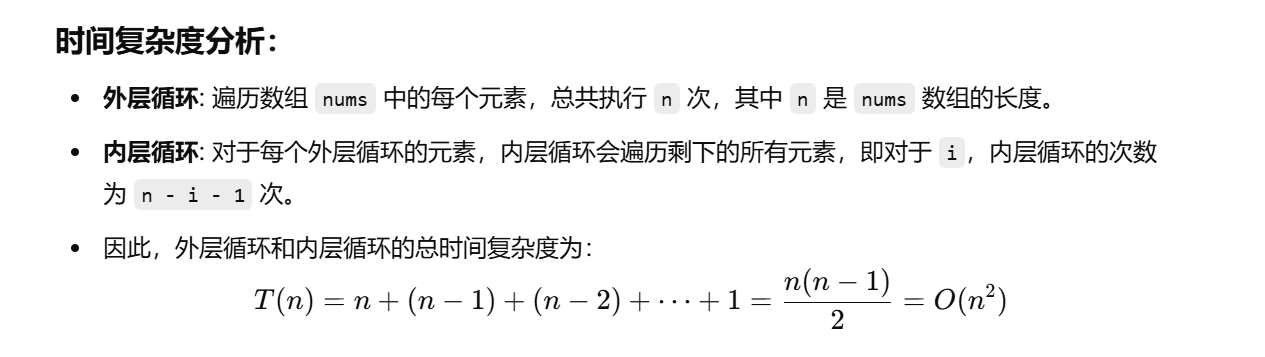 时间复杂度分析：
• 外层循环: 遍历数组 nums 中的每个元素，总共执行 n 次，其中 n 是 nums 数组的长度。
• 内层循环: 对于每个外层循环的元素，内层循环会遍历剩下的所有元素，即对于 i，内层循环的次数
为 n - i - 1 次。
• 因此，外层循环和内层循环的总时间复杂度为：
T(n) = n + (n − 1) + (n − 2) + ⋯ + 1 = n(n − 1)/2 = O(n²)